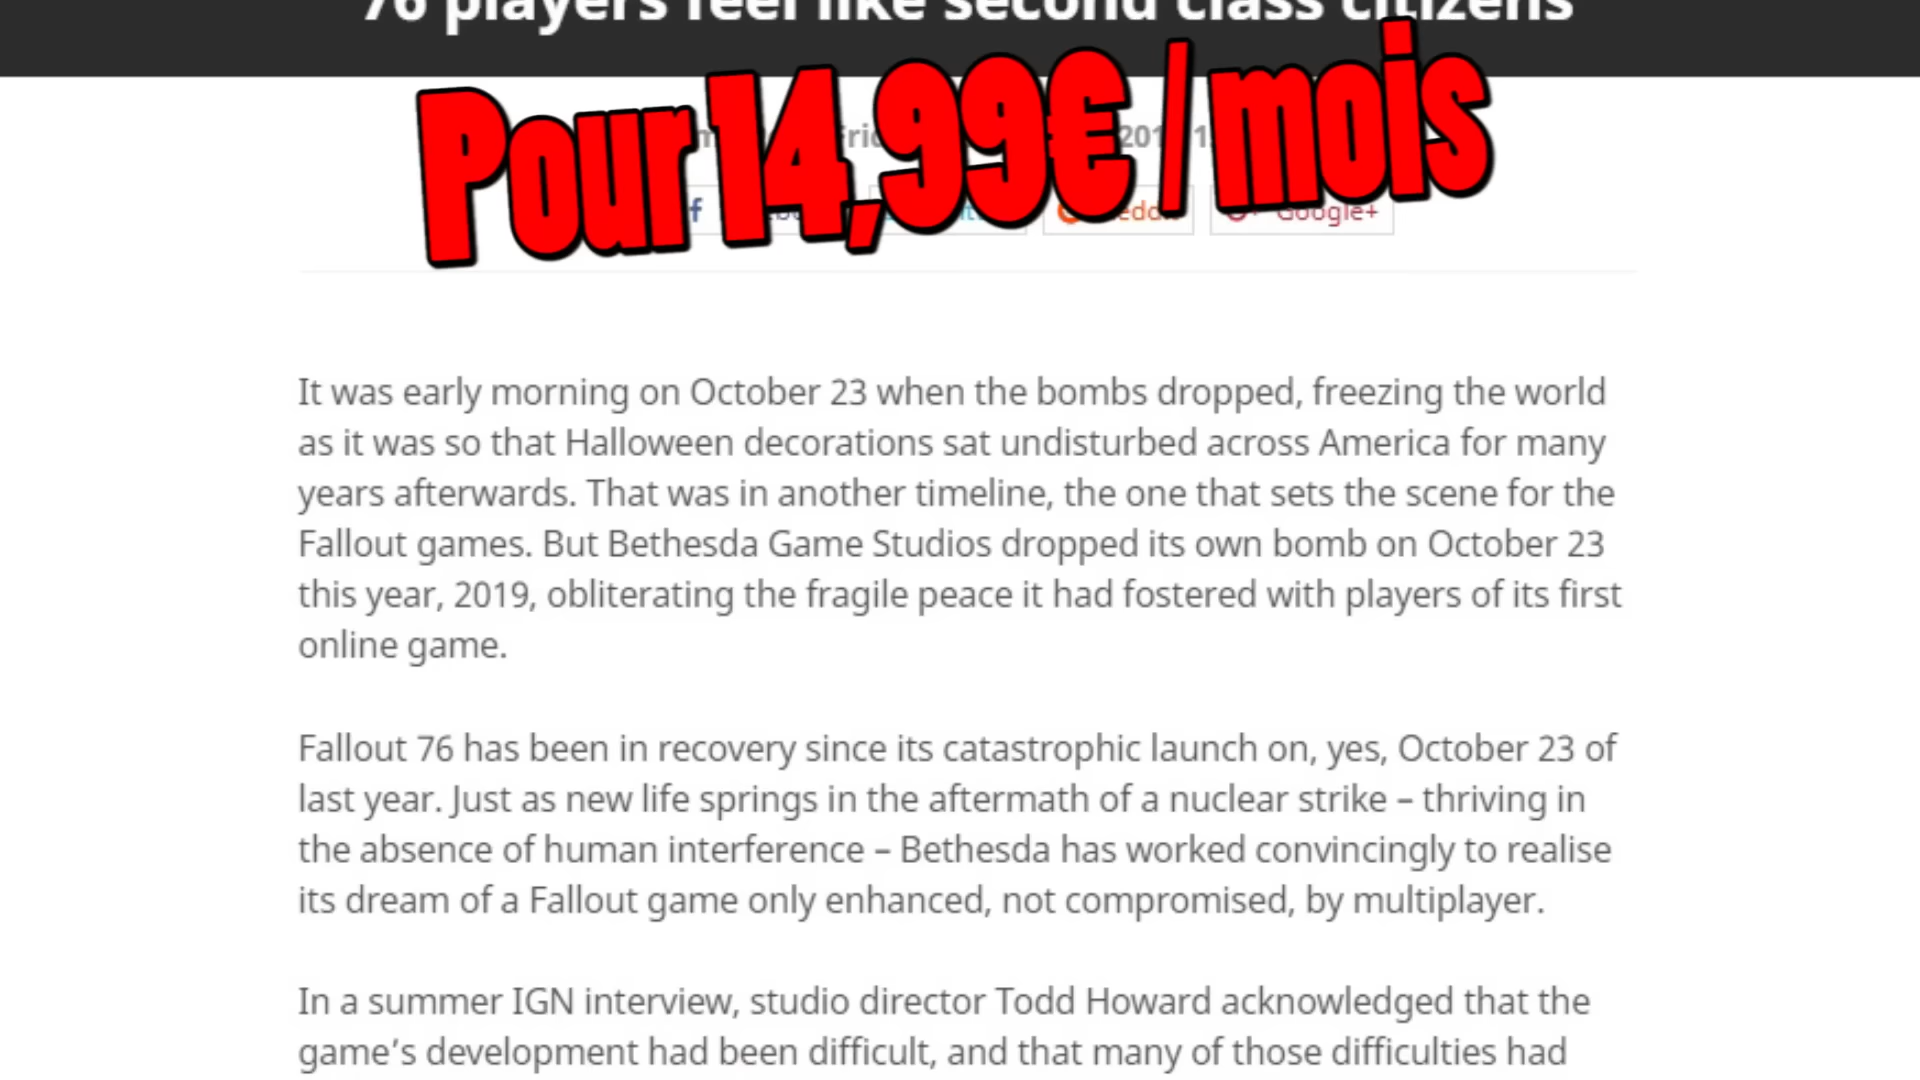 76 players feel like second class citizens
Pour 14,99€ / mois
Google+
It was early morning on October 23 when the bombs dropped, freezing the world
as it was so that Halloween decorations sat undisturbed across America for many
years afterwards. That was in another timeline, the one that sets the scene for the
Fallout games. But Bethesda Game Studios dropped its own bomb on October 23
this year, 2019, obliterating the fragile peace it had fostered with players of its first
online game.
Fallout 76 has been in recovery since its catastrophic launch on, yes, October 23 of
last year. Just as new life springs in the aftermath of a nuclear strike – thriving in
the absence of human interference – Bethesda has worked convincingly to realise
its dream of a Fallout game only enhanced, not compromised, by multiplayer.
In a summer IGN interview, studio director Todd Howard acknowledged that the
game’s development had been difficult, and that many of those difficulties had